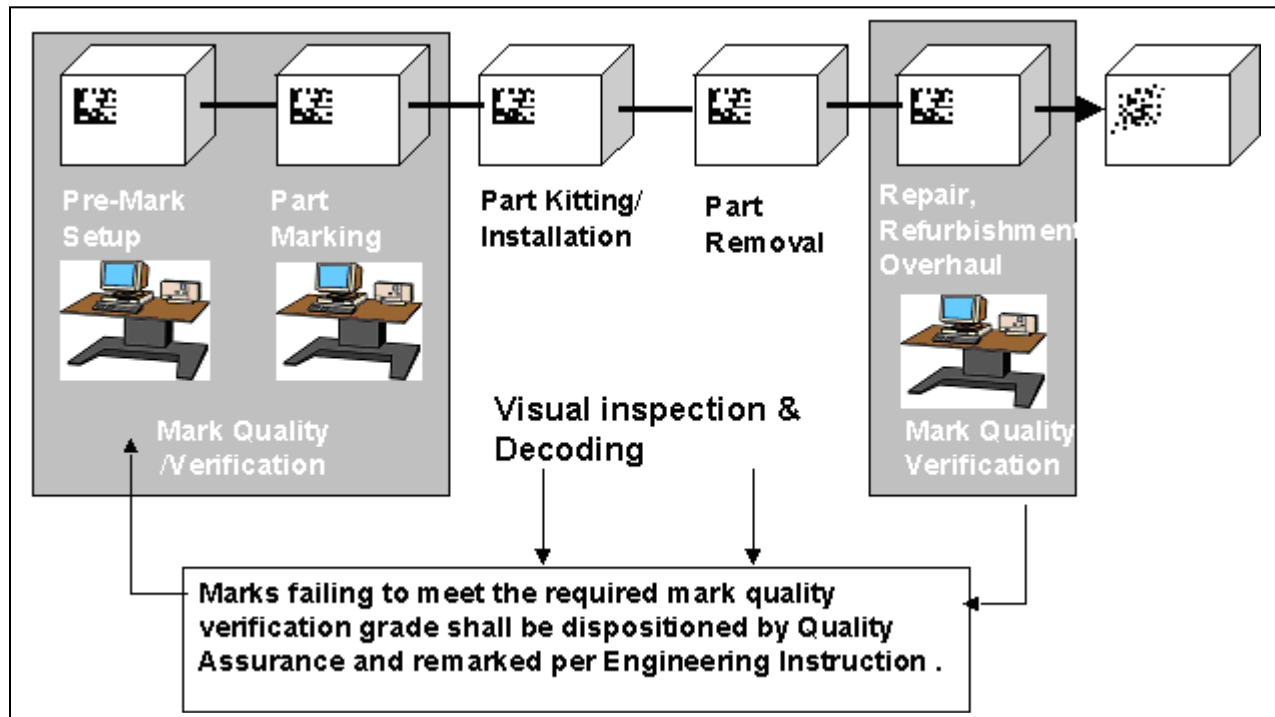 Pre-Mark
Setup
Part
Marking
Part Kitting/
Installation
Part
Removal
Repair,
Refurbishment
Overhaul
Mark Quality
/Verification
Visual inspection &
Decoding
Mark Quality
Verification
Marks failing to meet the required mark quality
verification grade shall be dispositioned by Quality
Assurance and remarked per Engineering Instruction .